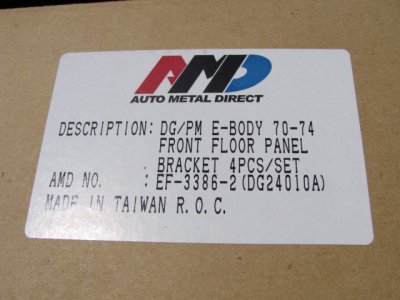 AMD
AUTO METAL DIRECT
DESCRIPTION: DG/PM E-BODY 70-74
FRONT FLOOR PANEL
BRACKET 4PCS/SET
AMD NO. : EF-3386-2(DG24010A)
MADE IN TAIWAN R.O.C.